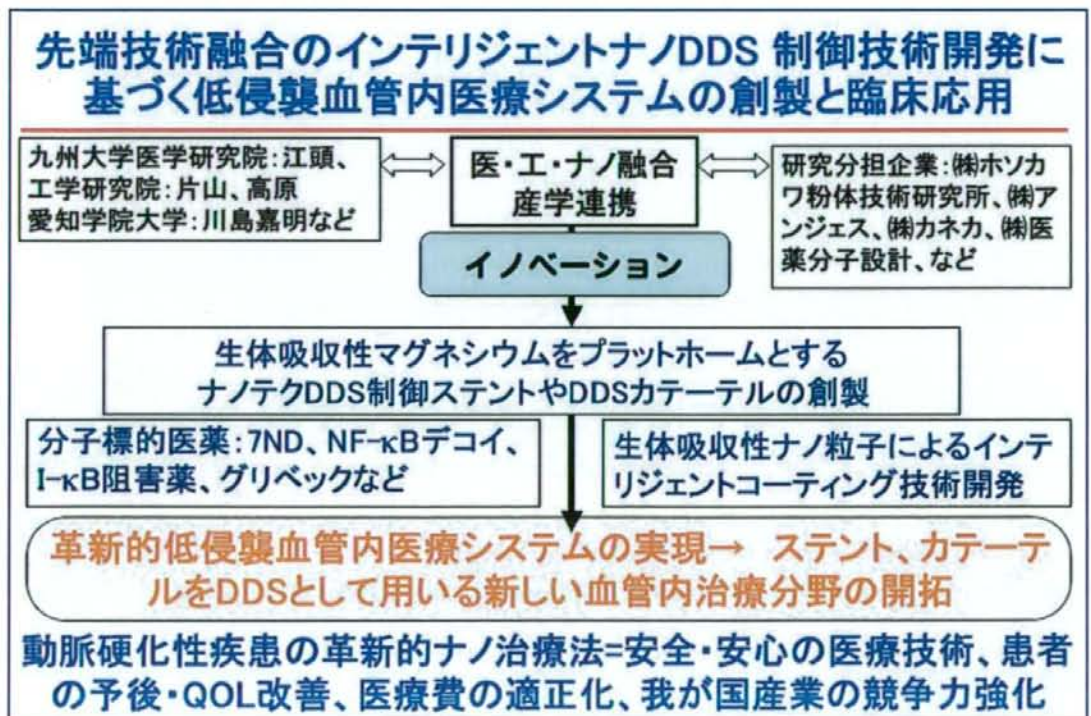 先端技術融合のインテリジェントナノDDS 制御技術開発に
基づく低侵襲血管内医療システムの創製と臨床応用
九州大学医学研究院:江頭、
工学研究院:片山、高原
愛知学院大学:川島嘉明など
医・工・ナノ融合
産学連携
研究分担企業:㈱ホソカ
ワ粉体技術研究所、㈱ア
ンジェス、㈱カネカ、㈱医
薬分子設計、など
イノベーション
生体吸収性マグネシウムをプラットホームとする
ナノテクDDS制御ステントやDDSカテーテルの創製
分子標的医薬:7ND、NF-κBデコイ、
I-κB阻害薬、グリベックなど
生体吸収性ナノ粒子によるインテ
リジェントコーティング技術開発
革新的低侵襲血管内医療システムの実現→ ステント、カテーテ
ルをDDSとして用いる新しい血管内治療分野の開拓
動脈硬化性疾患の革新的ナノ治療法=安全・安心の医療技術、患者
の予後・QOL改善、医療費の適正化、我が国産業の競争力強化